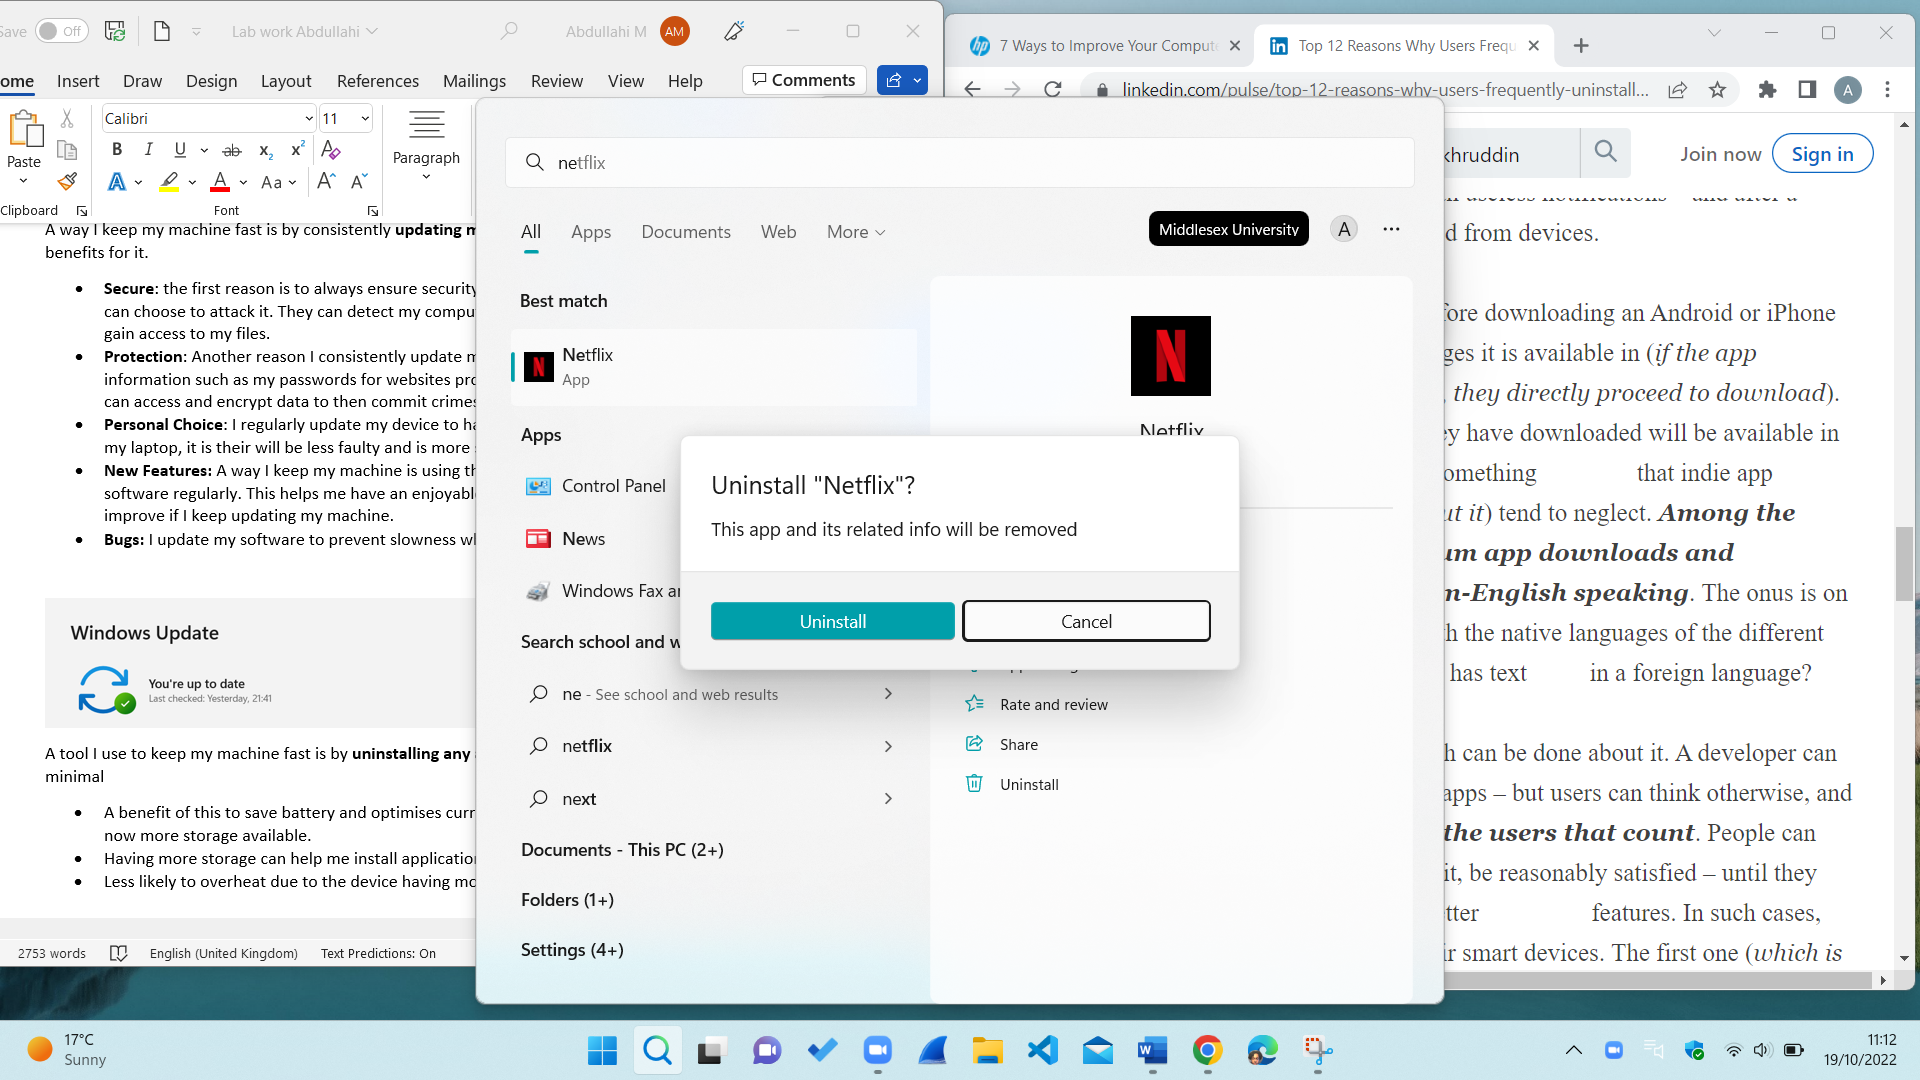 Save Off Lab work Abdullahi Abdullahi M AM
ome Insert Draw Design Layout References Mailings Review View Help Comments
Paste
Calibri 11
B I U ab x2 x2 A
A A Aa A A
Paragraph
Clipboard Font
A way I keep my machine fast is by consistently updating m
benefits for it.
• Secure: the first reason is to always ensure security
can choose to attack it. They can detect my compu
gain access to my files.
• Protection: Another reason I consistently update m
information such as my passwords for websites pro
can access and encrypt data to then commit crimes
• Personal Choice: I regularly update my device to ha
my laptop, it is their will be less faulty and is more
• New Features: A way I keep my machine is using th
software regularly. This helps me have an enjoyable
improve if I keep updating my machine.
• Bugs: I update my software to prevent slowness wh
Windows Update
You're up to date
Last checked: Yesterday, 21:41
A tool I use to keep my machine fast is by uninstalling any
minimal
• A benefit of this to save battery and optimises curr
now more storage available.
• Having more storage can help me install application
• Less likely to overheat due to the device having mo
2753 words English (United Kingdom) Text Predictions: On
netflix
All Apps Documents Web More
Middlesex University A
Best match
Netflix
App
Apps
Control Panel
News
Windows Fax an
Search school and w
ne - See school and web results
netflix
next
Documents - This PC (2+)
Folders (1+)
Settings (4+)
Netflix
Uninstall "Netflix"?
This app and its related info will be removed
Uninstall Cancel
Rate and review
Share
Uninstall
7 Ways to Improve Your Compute
Top 12 Reasons Why Users Frequ
linkedin.com/pulse/top-12-reasons-why-users-frequently-uninstall...
A
khruddin
Join now Sign in
d from devices.
fore downloading an Android or iPhone
ges it is available in (if the app
, they directly proceed to download).
ey have downloaded will be available in
omething that indie app
ut it) tend to neglect. Among the
um app downloads and
n-English speaking. The onus is on
h the native languages of the different
has text in a foreign language?
h can be done about it. A developer can
apps – but users can think otherwise, and
the users that count. People can
it, be reasonably satisfied – until they
tter features. In such cases,
ir smart devices. The first one (which is
17°C
Sunny
11:12
19/10/2022